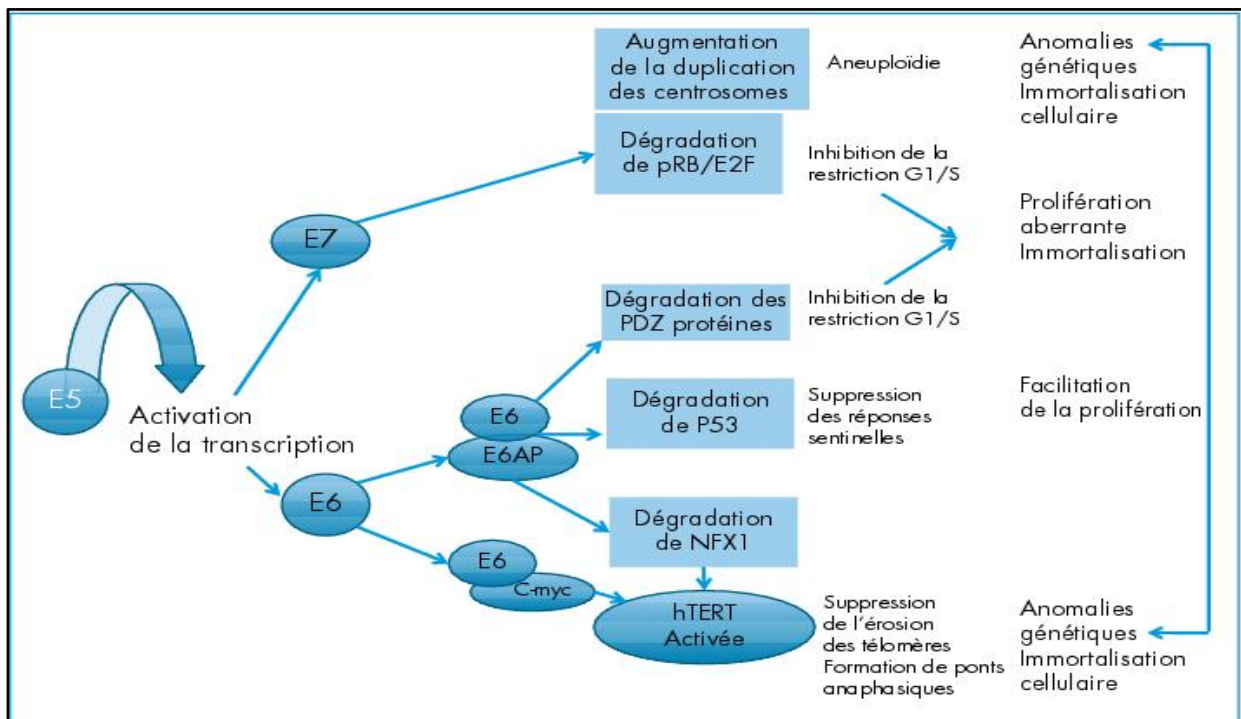 Augmentation
de la duplication
des centrosomes
Aneuploïdie
Anomalies
génétiques
Immortalisation
cellulaire
Dégradation
de pRB/E2F
Inhibition de la
restriction G1/S
E7
Prolifération
aberrante
Immortalisation
Dégradation des
PDZ protéines
Inhibition de la
restriction G1/S
E5
Activation
de la transcription
E6
E6AP
Dégradation
de P53
Suppression
des réponses
sentinelles
Facilitation
de la prolifération
E6
Dégradation
de NFX1
E6
C-myc
hTERT
Activée
Suppression
de l'érosion
des télomères
Formation de ponts
anaphasiques
Anomalies
génétiques
Immortalisation
cellulaire